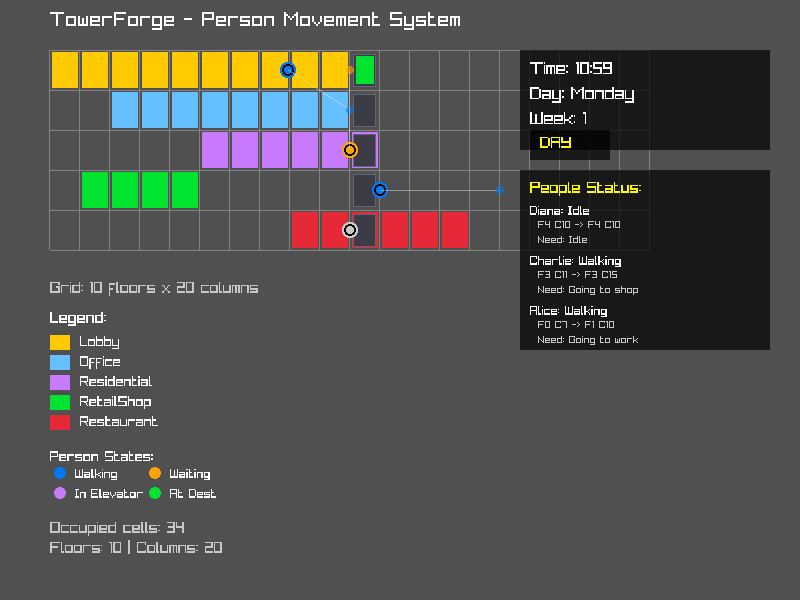 TowerForge - Person Movement System
Time: 10:59
Day: Monday
Week: 1
DAY
People Status:
Diana: Idle
F4 C10 -> F4 C10
Need: Idle
Charlie: Walking
F3 C11 -> F3 C15
Need: Going to shop
Alice: Walking
F0 C7 -> F1 C10
Need: Going to work
Grid: 10 floors x 20 columns
Legend:
Lobby
Office
Residential
RetailShop
Restaurant
Person States:
Walking
Waiting
In Elevator
At Dest
Occupied cells: 34
Floors: 10 | Columns: 20